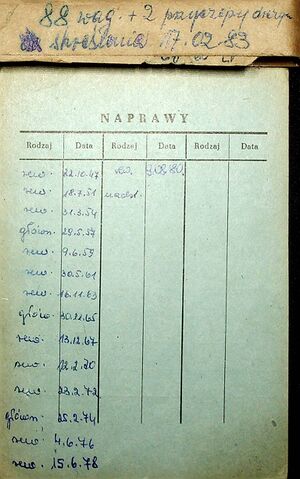 88 wag. + 2 przyczepy
skreślenia 17.02.83
NAPRAWY
Rodzaj Data Rodzaj Data Rodzaj Data
rew. 22.10.47 rew. 9.08.80
rew. 18.7.51
rew. 31.3.54
główn. 29.5.57
rew. 9.6.59
rew. 30.5.61
rew. 16.11.63
główn. 30.12.65
rew. 13.12.67
rew. 12.2.70
rew. 23.2.72
główn. 25.2.74
rew. 4.6.76
rew. 15.6.78